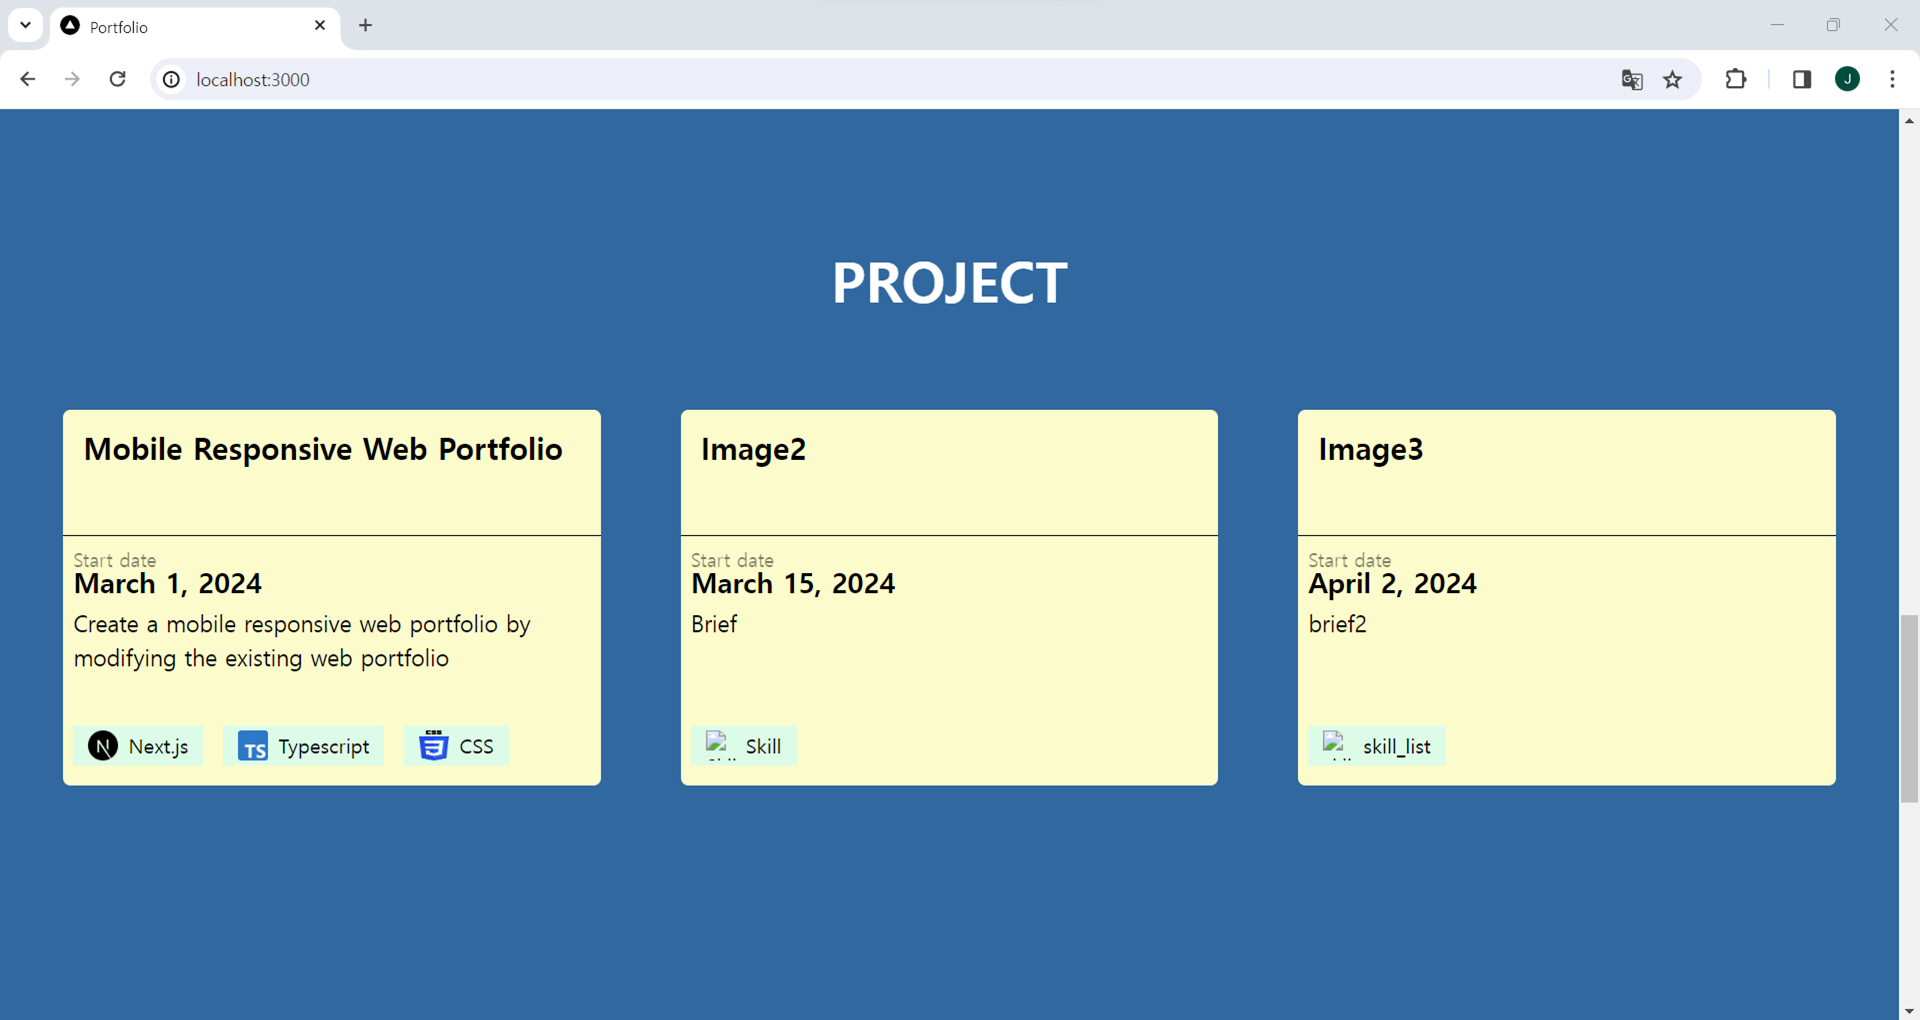 Portfolio
localhost:3000
J
PROJECT
Mobile Responsive Web Portfolio
Start date
March 1, 2024
Create a mobile responsive web portfolio by
modifying the existing web portfolio
N Next.js
TS Typescript
CSS 3 CSS
Image2
Start date
March 15, 2024
Brief
Skill
Image3
Start date
April 2, 2024
brief2
skill_list